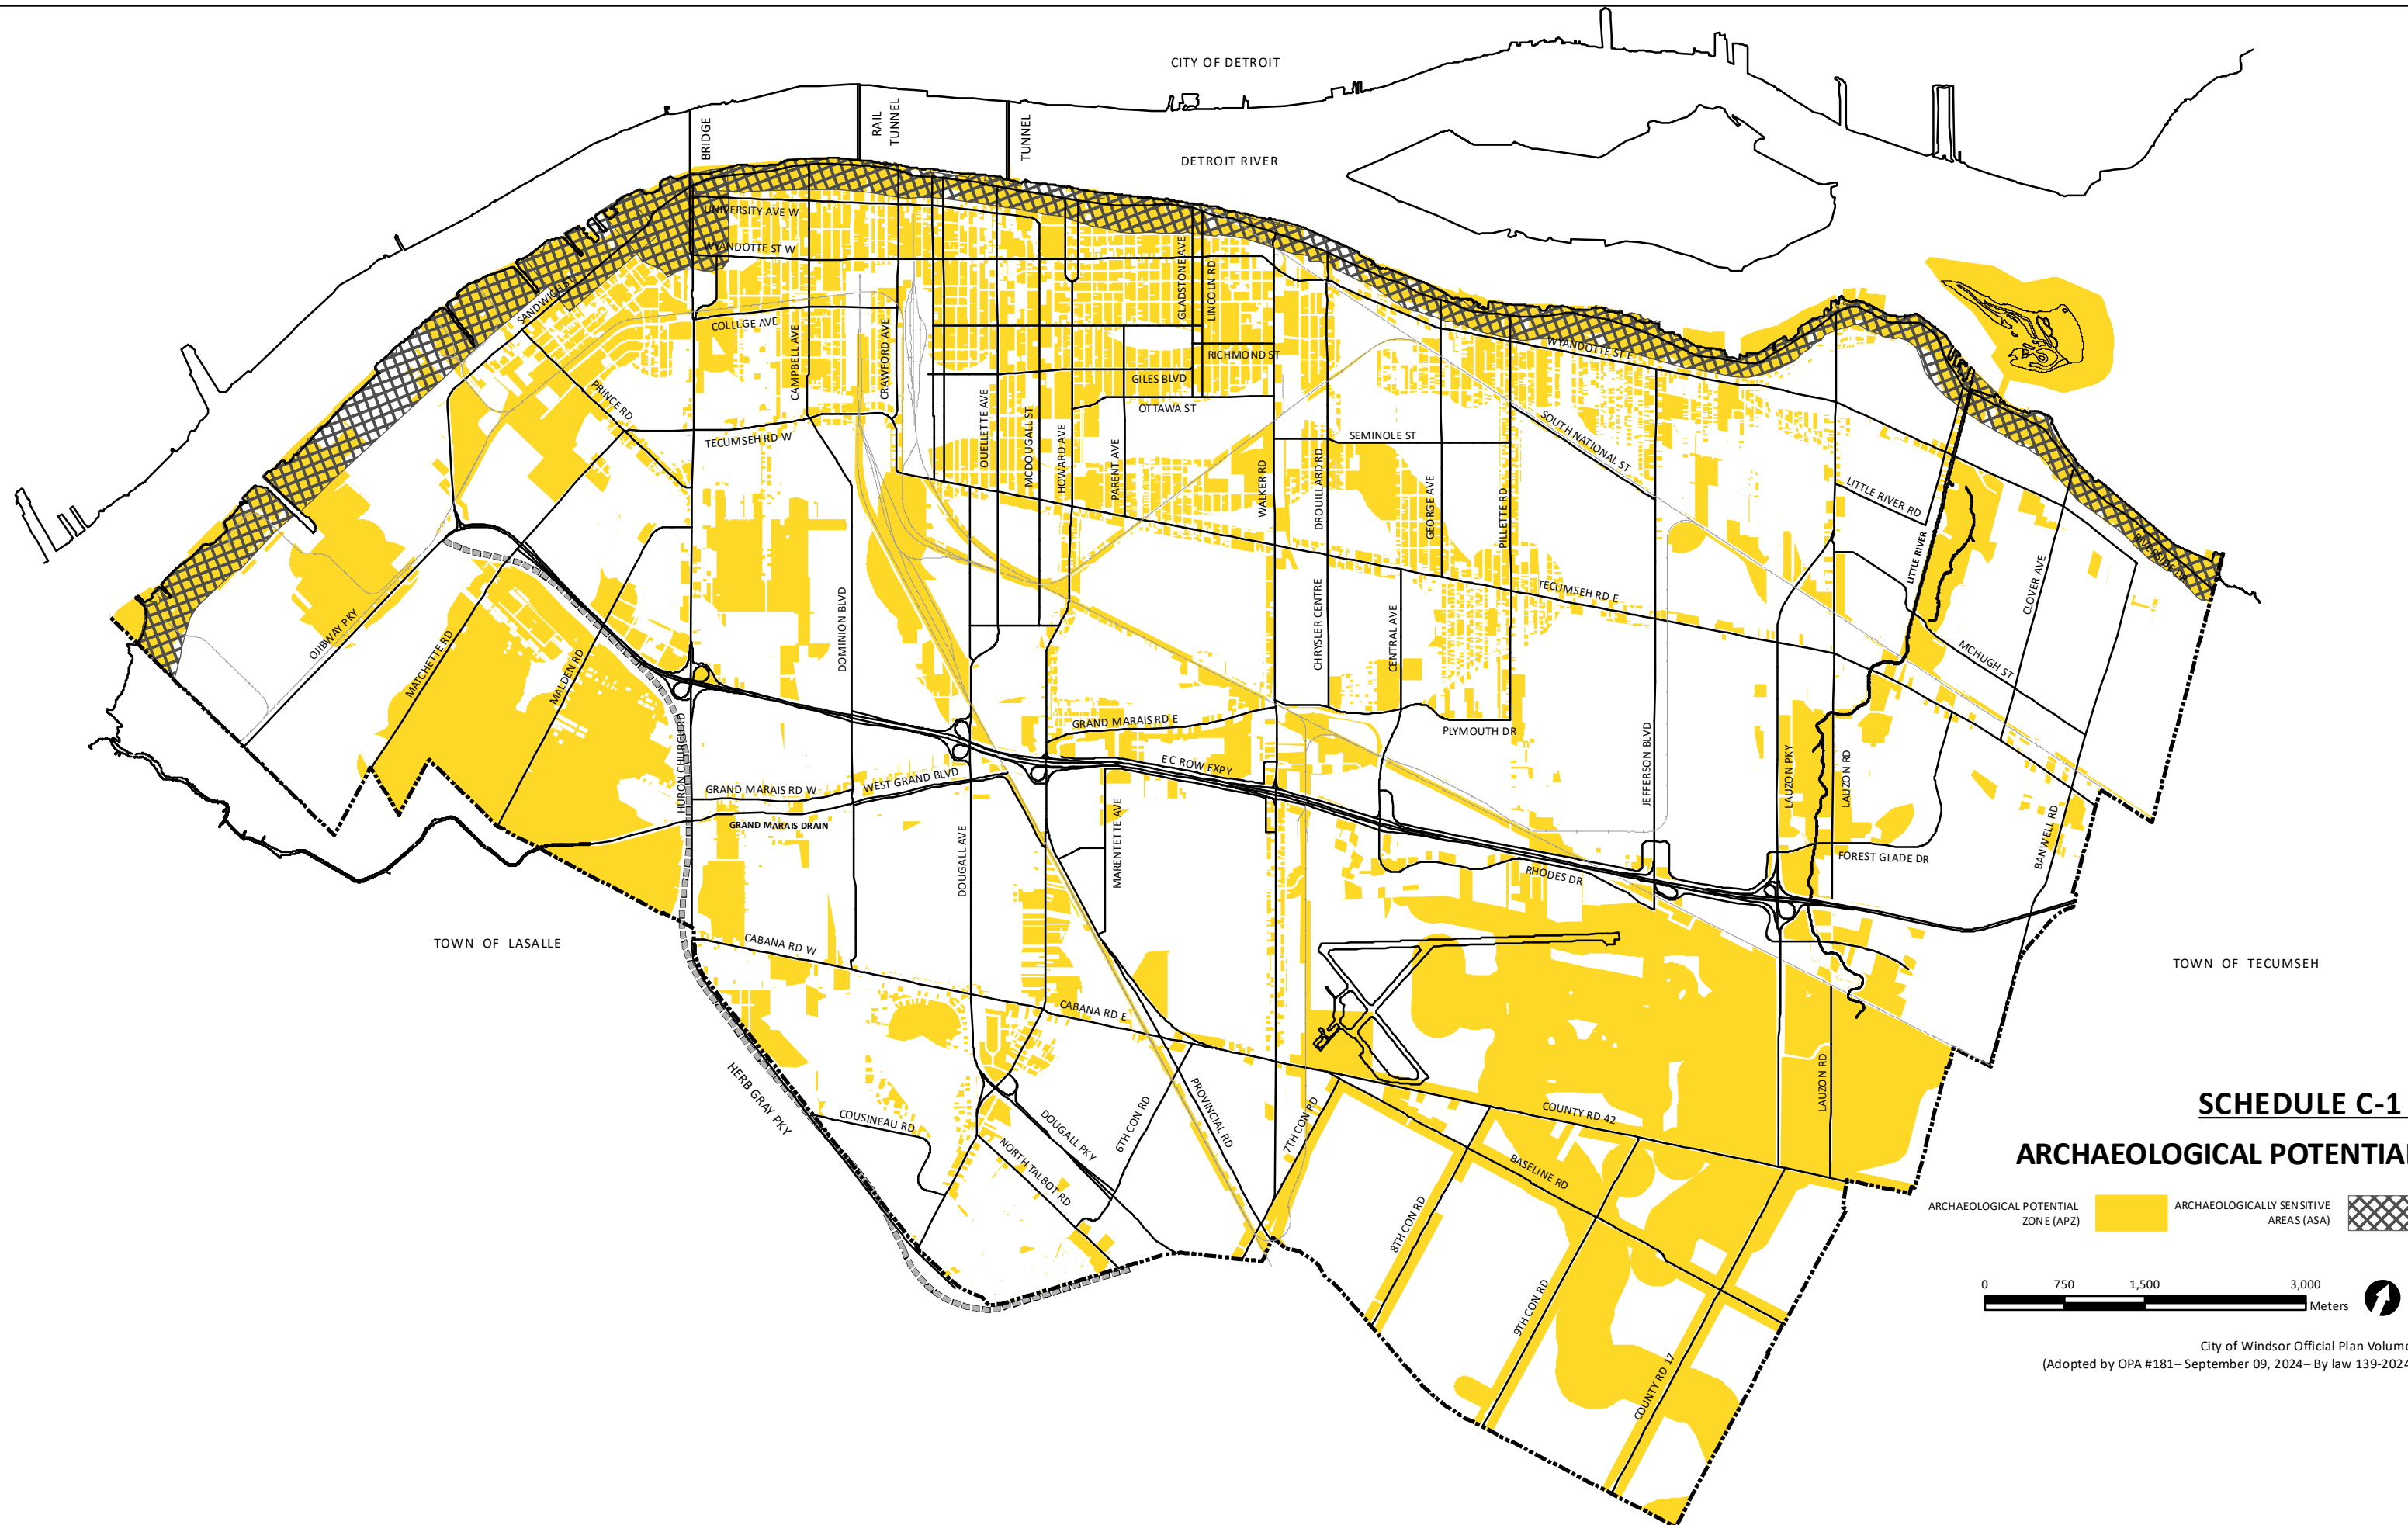 CITY OF DETROIT
BRIDGE
RAIL
TUNNEL
TUNNEL
DETROIT RIVER
UNIVERSITY AVE W
WYANDOTTE ST W
GLADSTONE AVE
LINCOLN RD
SANDWICH ST
COLLEGE AVE
CAMPBELL AVE
CRAWFORD AVE
RICHMOND ST
WYANDOTTE ST E
GILES BLVD
PRINCE RD
OTTAWA ST
OUELLETTE AVE
MCDOUGALL ST
HOWARD AVE
PARENT AVE
TECUMSEH RD W
SEMINOLE ST
SOUTH NATIONAL ST
WALKER RD
DROUILLARD RD
GEORGE AVE
PILLETTE RD
LITTLE RIVER RD
LITTLE RIVER
RIVERSIDE DR
CLOVER AVE
TECUMSEH RD E
OJIBWAY PKY
MATCHETTE RD
MALDEN RD
DOMINION BLVD
CHRYSLER CENTRE
CENTRAL AVE
MCHUGH ST
HURON CHURCH RD
GRAND MARAIS RD E
PLYMOUTH DR
E C ROW EXPY
JEFFERSON BLVD
LAUZON PKY
LAUZON RD
GRAND MARAIS RD W
WEST GRAND BLVD
GRAND MARAIS DRAIN
DOUGALL AVE
MARENTETTE AVE
BANWELL RD
FOREST GLADE DR
RHODES DR
TOWN OF LASALLE
CABANA RD W
TOWN OF TECUMSEH
CABANA RD E
HERB GRAY PKY
COUSINEAU RD
DOUGALL PKY
NORTH TALBOT RD
6TH CON RD
PROVINCIAL RD
7TH CON RD
COUNTY RD 42
LAUZON RD
BASELINE RD
8TH CON RD
9TH CON RD
COUNTY RD 17
SCHEDULE C-1
ARCHAEOLOGICAL POTENTIAL
ARCHAEOLOGICAL POTENTIAL
ZONE (APZ)
ARCHAEOLOGICALLY SENSITIVE
AREAS (ASA)
0 750 1,500 3,000
Meters
City of Windsor Official Plan Volume
(Adopted by OPA #181– September 09, 2024– By law 139-2024